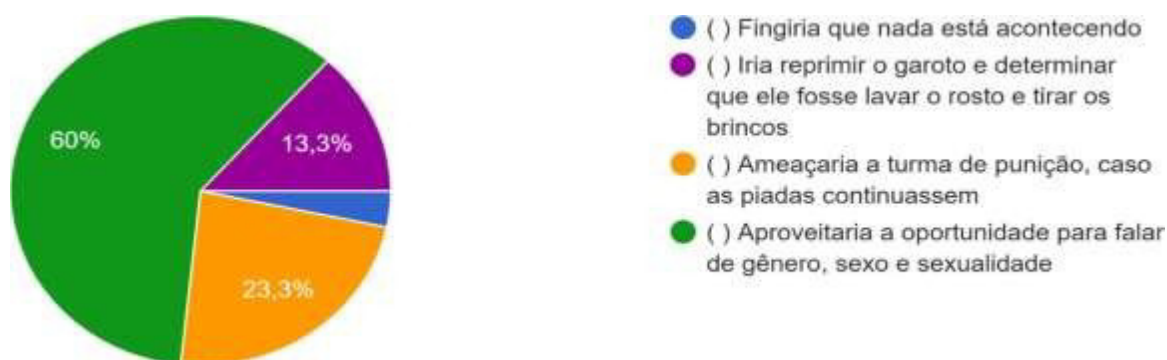 60%
13,3%
23,3%
( ) Fingiria que nada está acontecendo
( ) Iria reprimir o garoto e determinar
que ele fosse lavar o rosto e tirar os
brincos
( ) Ameaçaria a turma de punição, caso
as piadas continuassem
( ) Aproveitaria a oportunidade para falar
de gênero, sexo e sexualidade